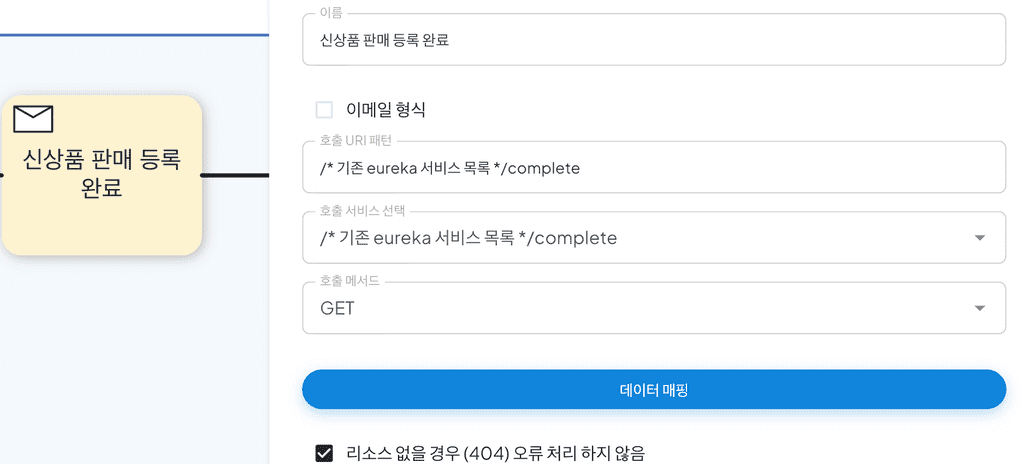 이름
신상품 판매 등록 완료
이메일 형식
호출 URI 패턴
/* 기존 eureka 서비스 목록 */complete
호출 서비스 선택
/* 기존 eureka 서비스 목록 */complete
호출 메서드
GET
데이터 매핑
리소스 없을 경우 (404) 오류 처리 하지 않음
신상품 판매 등록
완료